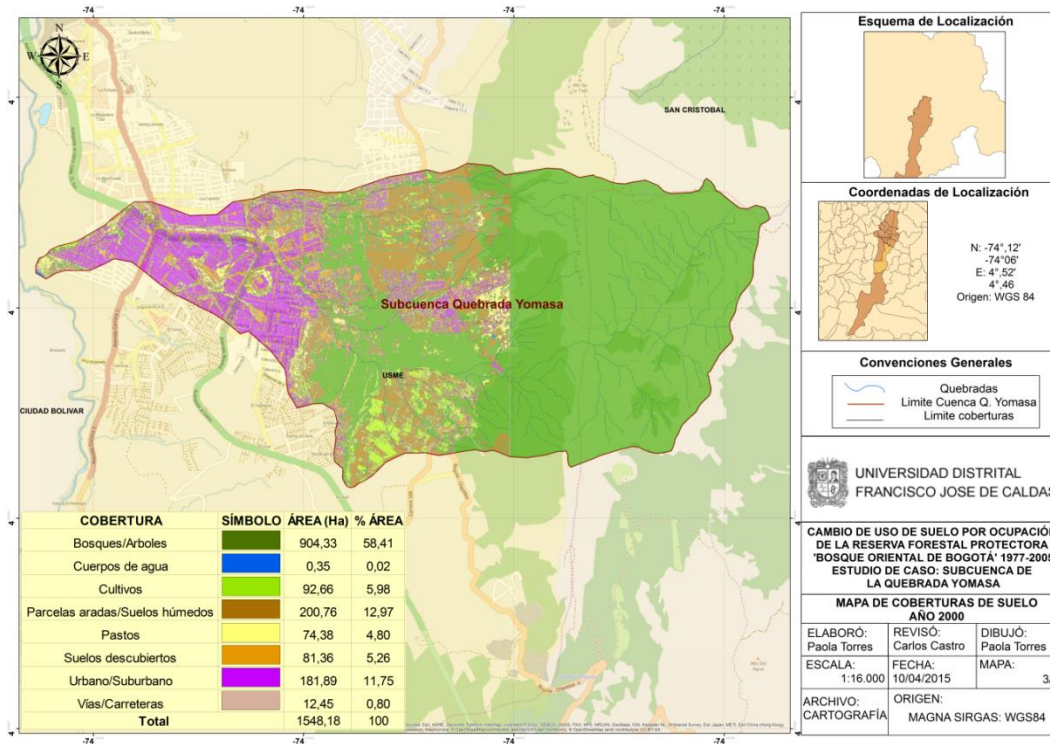 -74 -74 -74 -74
N
W E
S
SAN CRISTOBAL
Subcuenca Quebrada Yomasa
USME
CIUDAD BOLIVAR
4 4 4 4
COBERTURA SÍMBOLO ÁREA (Ha) % ÁREA
Bosques/Arboles 904,33 58,41
Cuerpos de agua 0,35 0,02
Cultivos 92,66 5,98
Parcelas aradas/Suelos húmedos 200,76 12,97
Pastos 74,38 4,80
Suelos descubiertos 81,36 5,26
Urbano/Suburbano 181,89 11,75
Vías/Carreteras 12,45 0,80
Total 1548,18 100
-74 -74 -74 -74
Esquema de Localización
Coordenadas de Localización
N: -74°,12'
-74°06'
E: 4°,52'
4°,46
Origen: WGS 84
Convenciones Generales
Quebradas
Limite Cuenca Q. Yomasa
Limite coberturas
UNIVERSIDAD DISTRITAL
FRANCISCO JOSE DE CALDAS
CAMBIO DE USO DE SUELO POR OCUPACIÓN
DE LA RESERVA FORESTAL PROTECTORA
'BOSQUE ORIENTAL DE BOGOTÁ' 1977-2005
ESTUDIO DE CASO: SUBCUENCA DE
LA QUEBRADA YOMASA
MAPA DE COBERTURAS DE SUELO
AÑO 2000
ELABORÓ: REVISÓ: DIBUJÓ:
Paola Torres Carlos Castro Paola Torres
ESCALA: FECHA: MAPA:
1:16.000 10/04/2015 3/
ARCHIVO: ORIGEN:
CARTOGRAFÍA MAGNA SIRGAS: WGS84